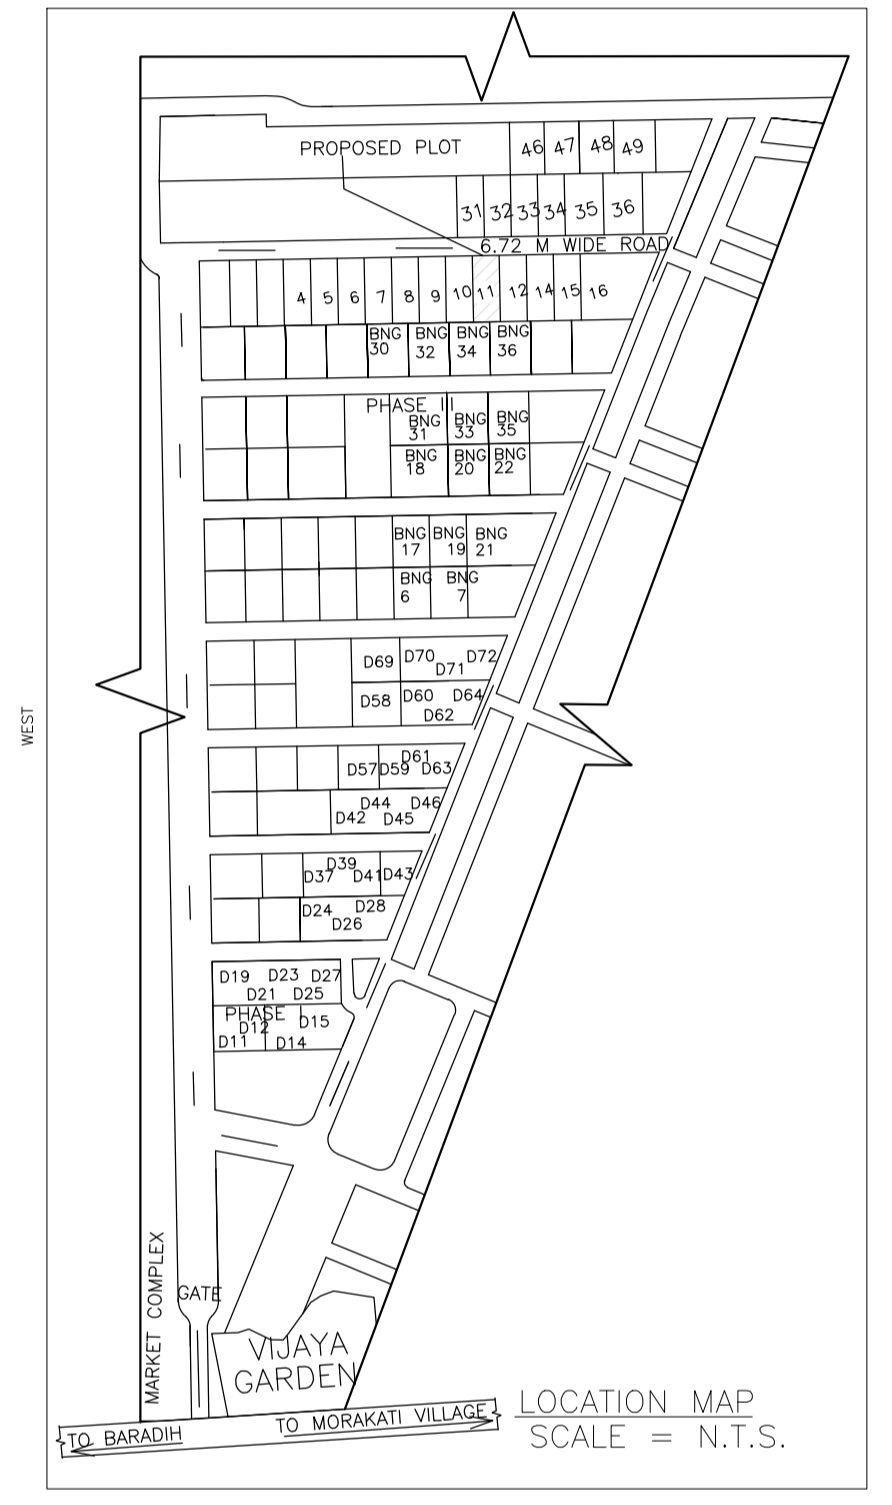 PROPOSED PLOT
46 47 48 49
31 32 33 34 35 36
6.72 M WIDE ROAD
4 5 6 7 8 9 10 11 12 14 15 16
BNG 30 BNG 32 BNG 34 BNG 36
PHASE III
BNG 31 BNG 33 BNG 35
BNG 18 BNG 20 BNG 22
BNG 17 BNG 19 BNG 21
BNG 6 BNG 7
D69 D70 D71 D72
D58 D60 D62 D64
WEST
D57 D59 D61 D63
D42 D44 D45 D46
D37 D39 D41 D43
D24 D26 D28
D19 D21 D23 D25 D27
PHASE I
D11 D12 D14 D15
MARKET COMPLEX
GATE
VIJAYA
GARDEN
TO BARADIH
TO MORAKATI VILLAGE
LOCATION MAP
SCALE = N.T.S.